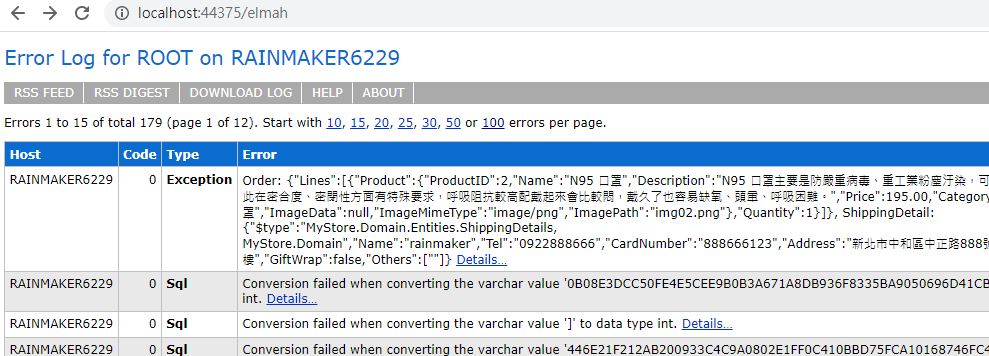 localhost:44375/elmah
Error Log for ROOT on RAINMAKER6229
RSS FEED RSS DIGEST DOWNLOAD LOG HELP ABOUT
Errors 1 to 15 of total 179 (page 1 of 12). Start with 10, 15, 20, 25, 30, 50 or 100 errors per page.
Host Code Type Error
RAINMAKER6229 0 Exception Order: {"Lines":[{"Product":{"ProductID":2,"Name":"N95 口罩","Description":"N95 口罩主要是防嚴重病毒、重工業粉塵汙染，可
此在密合度、密閉性方面有特殊要求，呼吸阻抗較高配戴起來會比較悶，戴久了也容易缺氧、頭暈、呼吸困難。","Price":195.00,"Category
罩","ImageData":null,"ImageMimeType":"image/png","ImagePath":"img02.png"},"Quantity":1}]}, ShippingDetail:
{"$type":"MyStore.Domain.Entities.ShippingDetails,
MyStore.Domain","Name":"rainmaker","Tel":"0922888666","CardNumber":"888666123","Address":"新北市中和區中正路888號
樓","GiftWrap":false,"Others":[""]} Details...
RAINMAKER6229 0 Sql Conversion failed when converting the varchar value '0B08E3DCC50FE4E5CEE9B0B3A671A8DB936F8335BA9050696D41CB
int. Details...
RAINMAKER6229 0 Sql Conversion failed when converting the varchar value ']' to data type int. Details...
RAINMAKER6229 0 Sql Conversion failed when converting the varchar value '446E21F212AB200933C4C9A0802E1FF0C410BBD75FCA10168746FC4